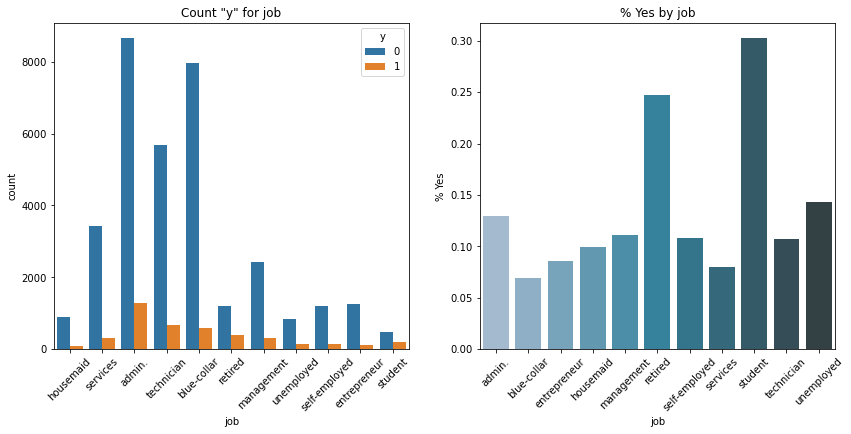 Count "y" for job
count
8000
6000
4000
2000
0
y
0
1
housemaid
services
admin.
technician
blue-collar
retired
management
unemployed
self-employed
entrepreneur
student
job
% Yes by job
% Yes
0.30
0.25
0.20
0.15
0.10
0.05
0.00
admin.
blue-collar
entrepreneur
housemaid
management
retired
self-employed
services
student
technician
unemployed
job